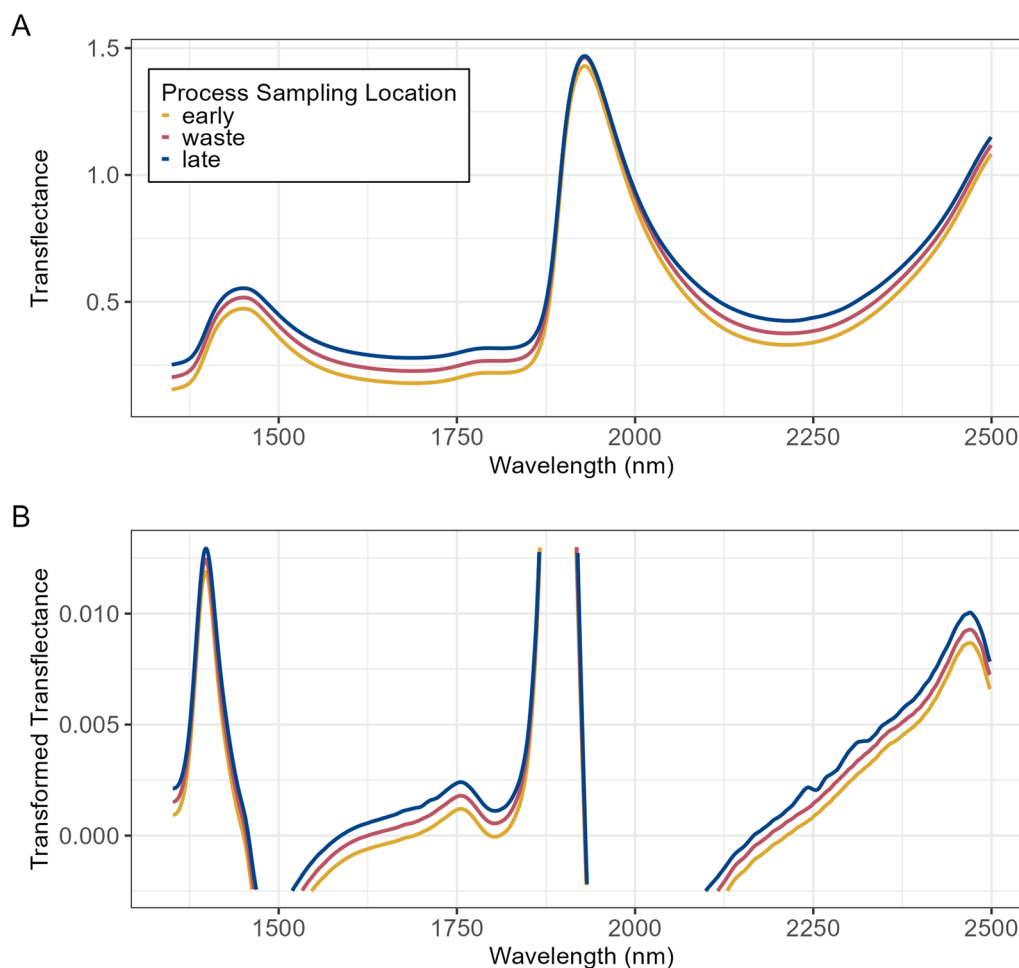 A
1.5
1.0
0.5
Transflectance
Process Sampling Location
early
waste
late
1500 1750 2000 2250 2500
Wavelength (nm)
B
0.010
0.005
0.000
Transformed Transflectance
1500 1750 2000 2250 2500
Wavelength (nm)